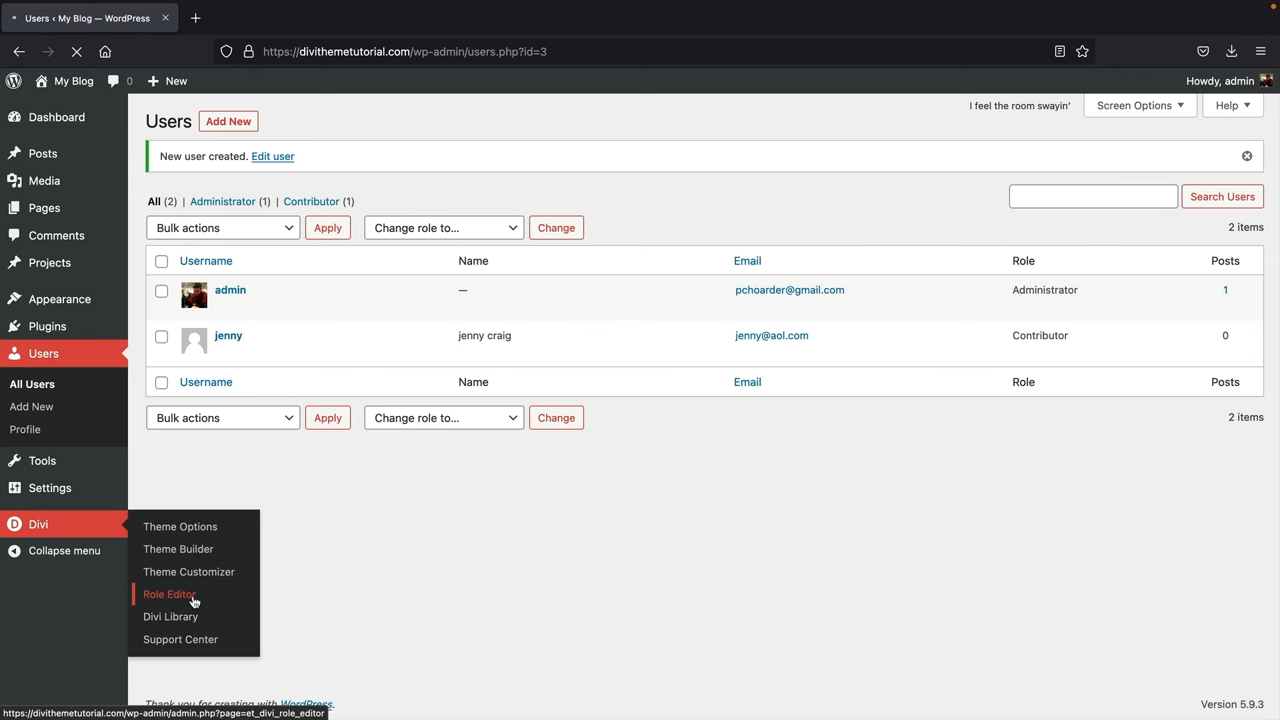 Users ‹ My Blog — WordPress
https://divithemetutorial.com/wp-admin/users.php?id=3
My Blog 0 New Howdy, admin
Dashboard
Posts
Media
Pages
Comments
Projects
Appearance
Plugins
Users
All Users
Add New
Profile
Tools
Settings
Divi
Collapse menu
Theme Options
Theme Builder
Theme Customizer
Role Editor
Divi Library
Support Center
I feel the room swayin' Screen Options Help
Users Add New
New user created. Edit user
All (2) | Administrator (1) | Contributor (1)
Search Users
Bulk actions Apply Change role to... Change 2 items
Username Name Email Role Posts
admin — pchoarder@gmail.com Administrator 1
jenny jenny craig jenny@aol.com Contributor 0
Username Name Email Role Posts
Bulk actions Apply Change role to... Change 2 items
Thank you for creating with WordPress. Version 5.9.3
https://divithemetutorial.com/wp-admin/admin.php?page=et_divi_role_editor